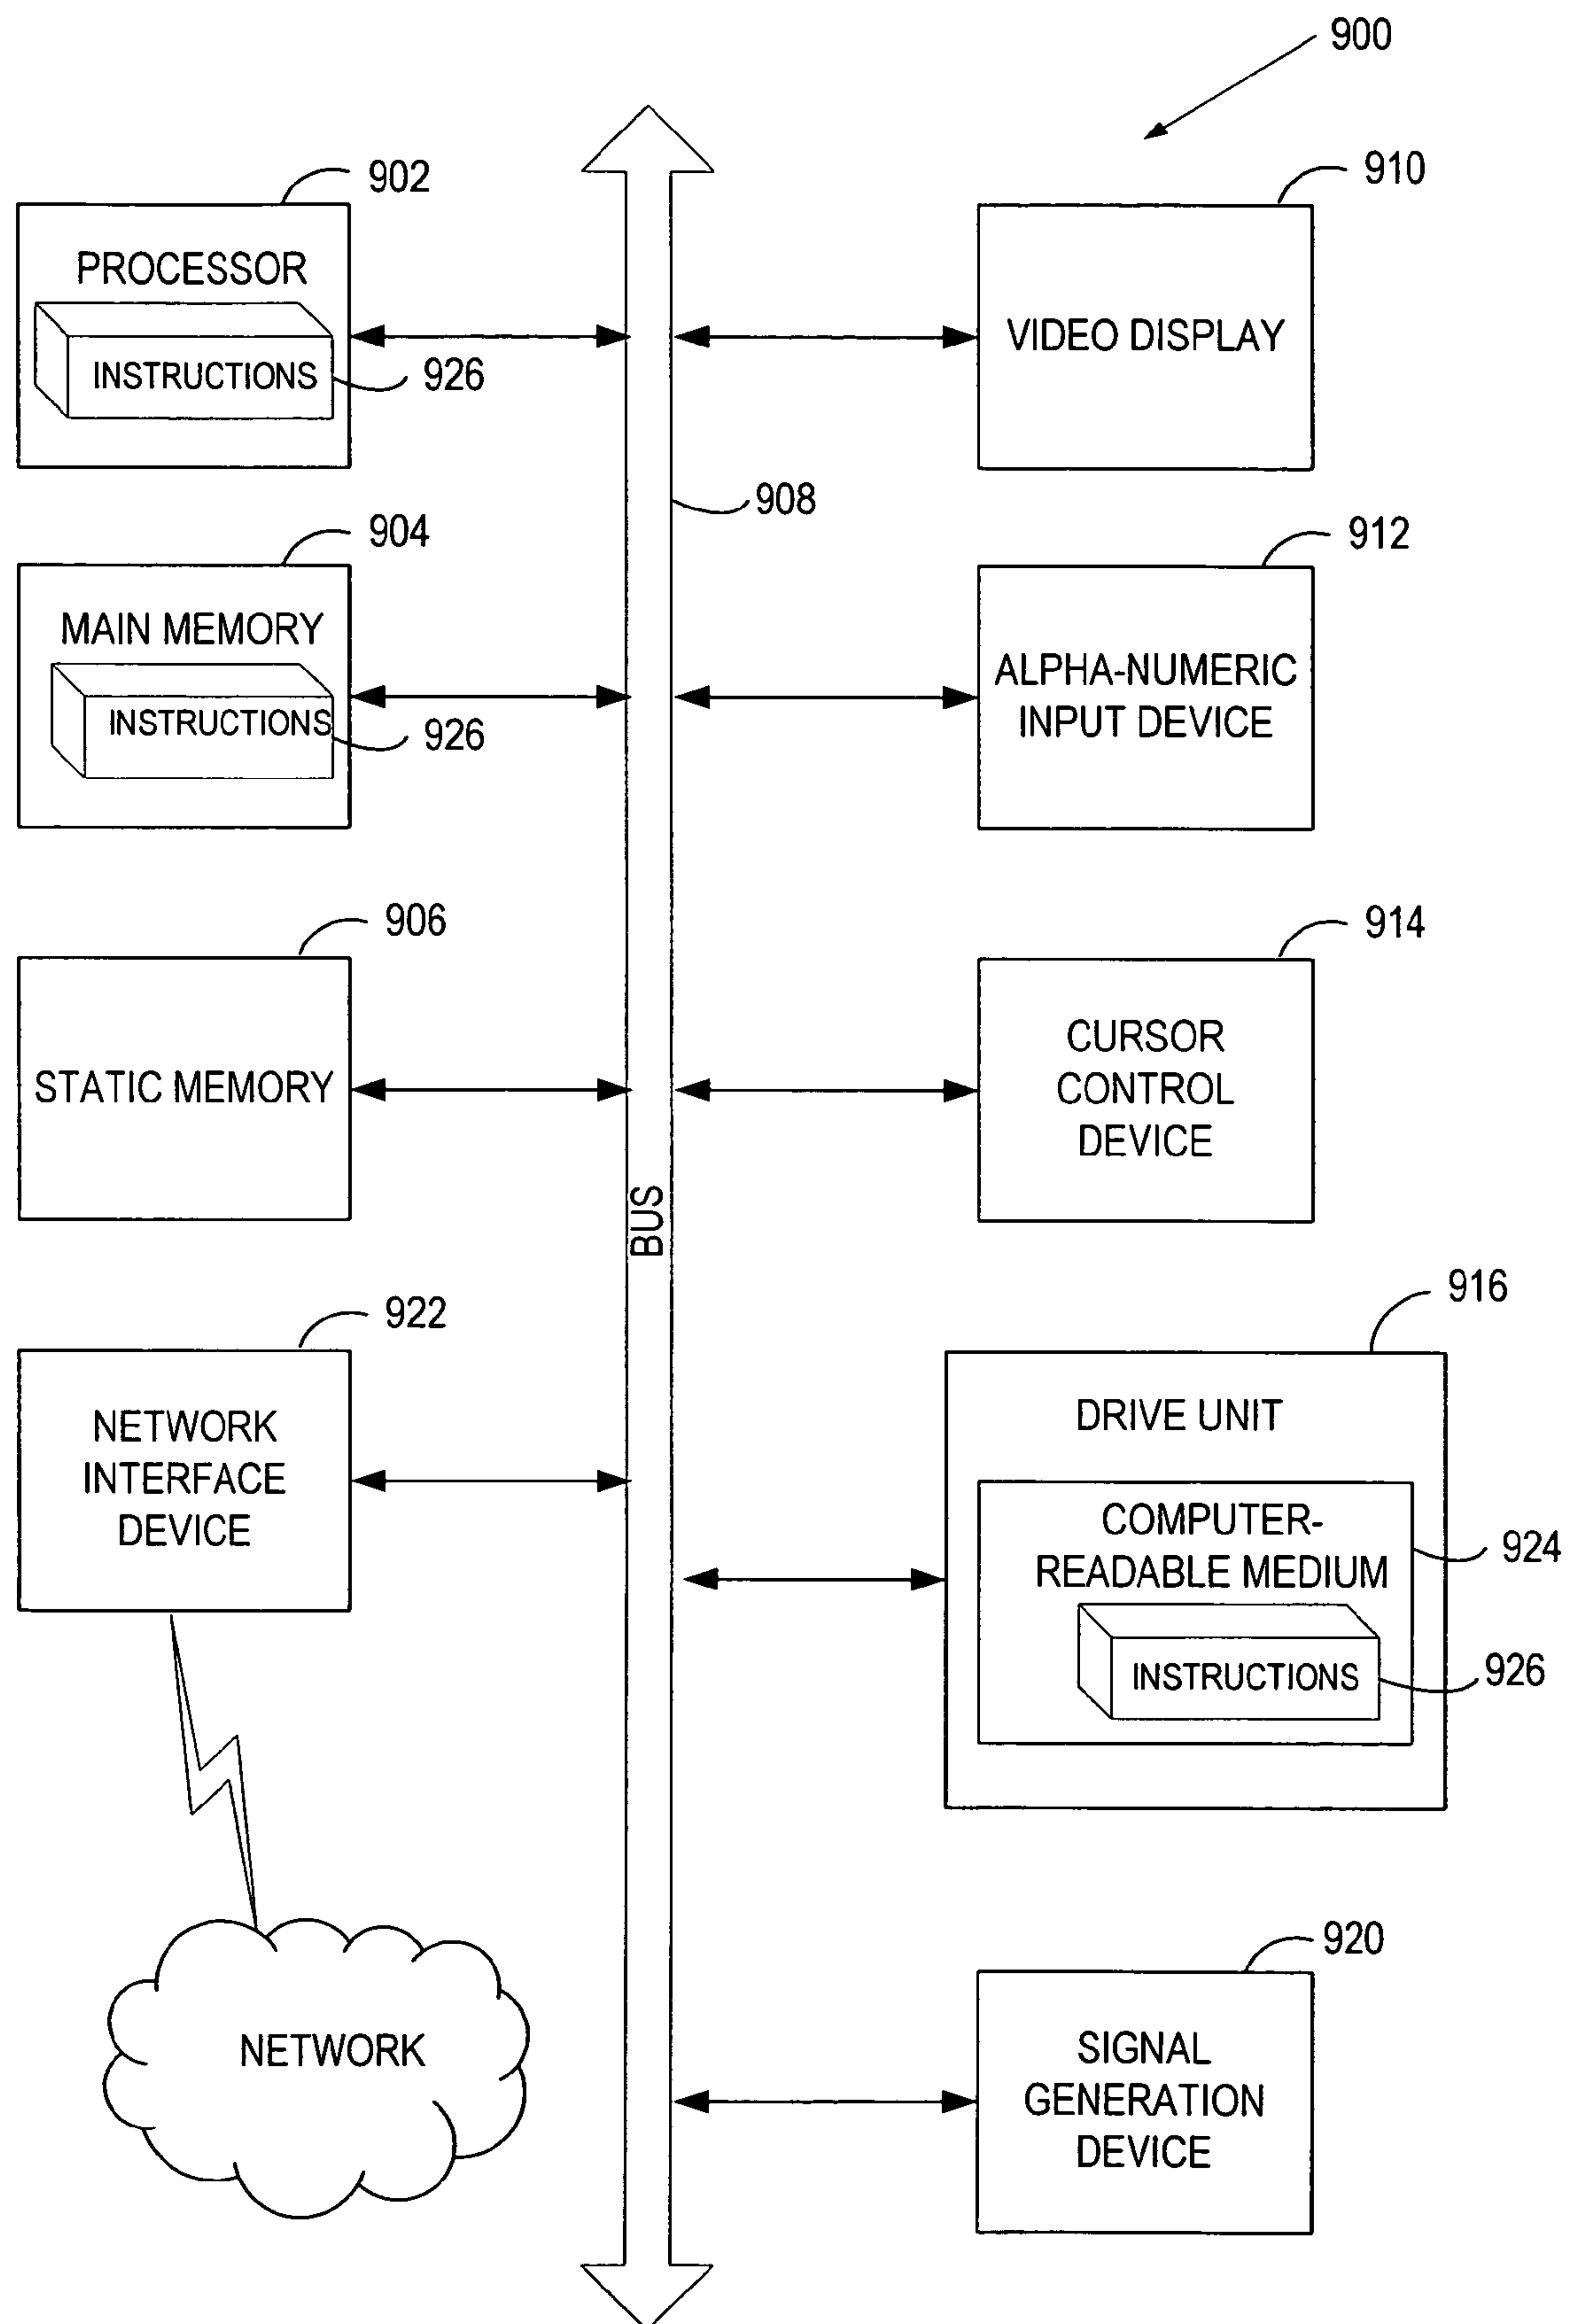 900
902
PROCESSOR
INSTRUCTIONS
926
910
VIDEO DISPLAY
908
904
MAIN MEMORY
INSTRUCTIONS
926
912
ALPHA-NUMERIC
INPUT DEVICE
906
STATIC MEMORY
914
CURSOR
CONTROL
DEVICE
BUS
922
NETWORK
INTERFACE
DEVICE
916
DRIVE UNIT
COMPUTER-
READABLE MEDIUM
924
INSTRUCTIONS
926
NETWORK
920
SIGNAL
GENERATION
DEVICE